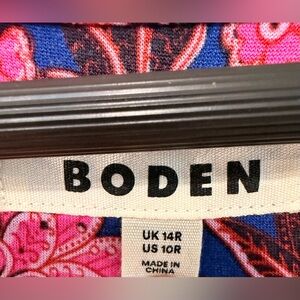 BODEN
UK 14R
US 10R
MADE IN
CHINA